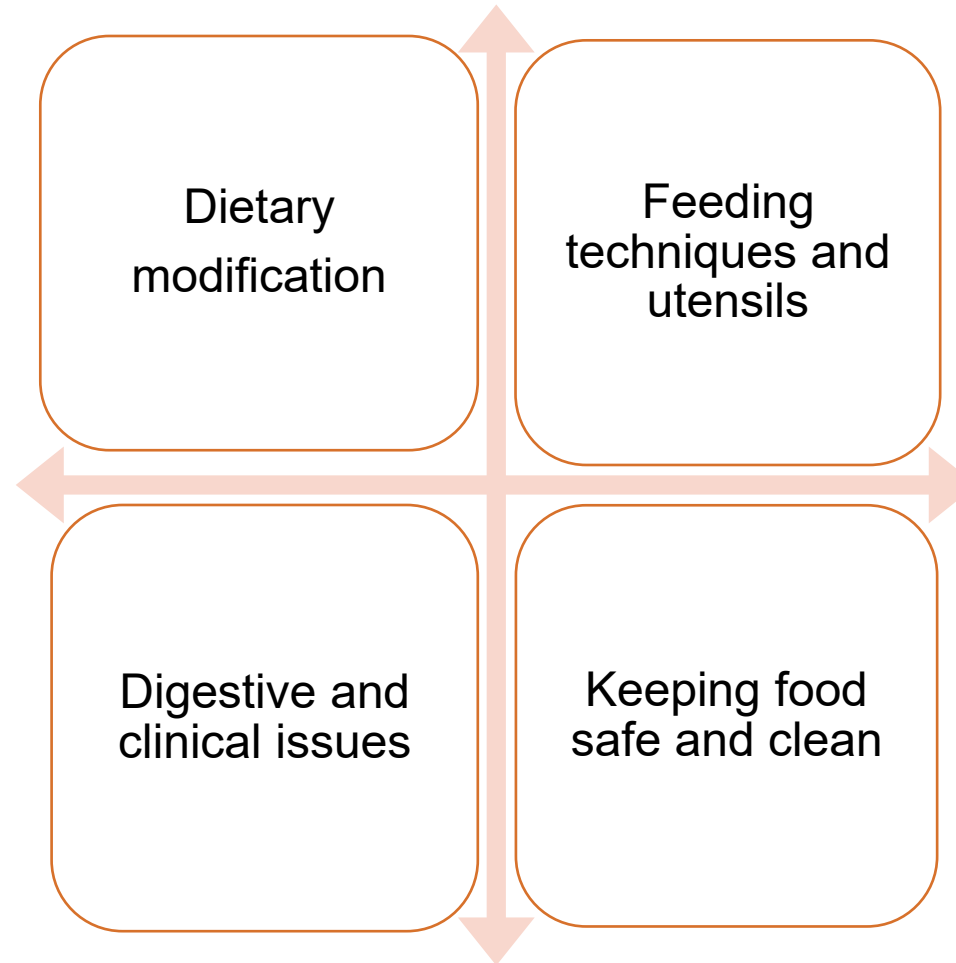 Dietary
modification
Feeding
techniques and
utensils
Digestive and
clinical issues
Keeping food
safe and clean